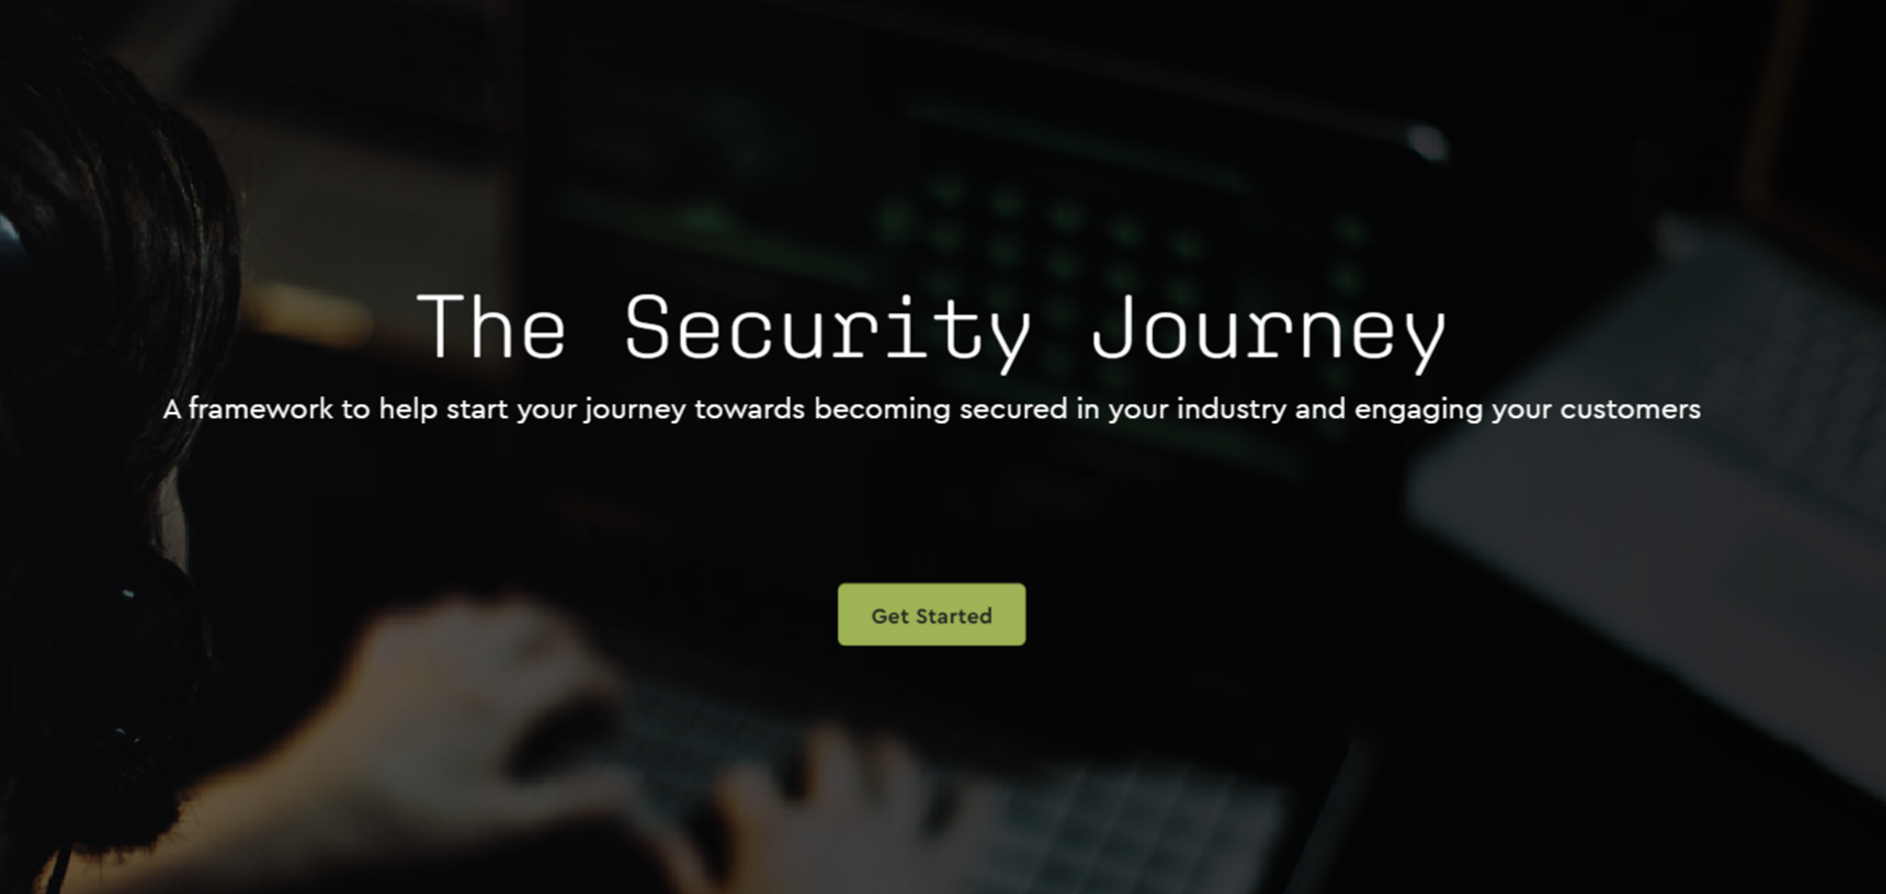 The Security Journey
A framework to help start your journey towards becoming secured in your industry and engaging your customers
Get Started